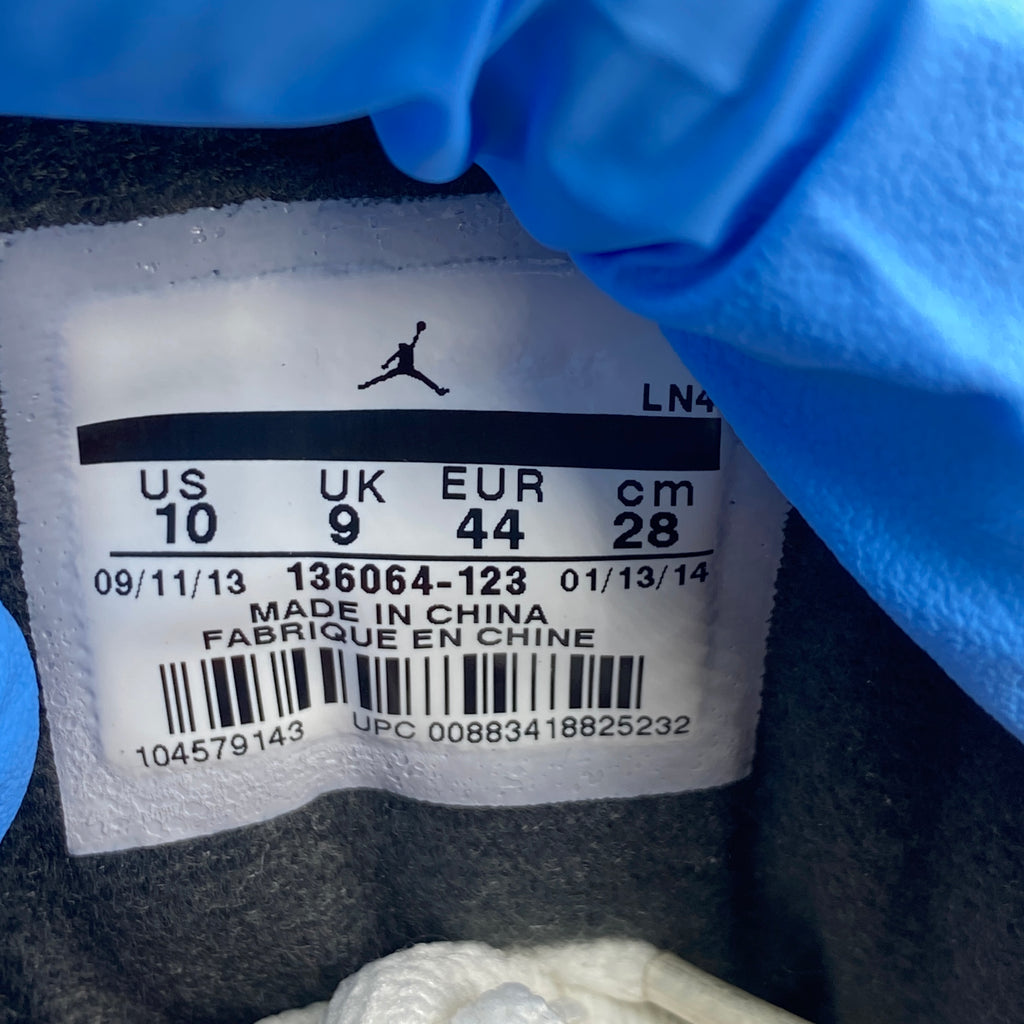 LN4
US UK EUR cm
10 9 44 28
09/11/13 136064-123 01/13/14
MADE IN CHINA
FABRIQUE EN CHINE
104579143 UPC 00883418825232